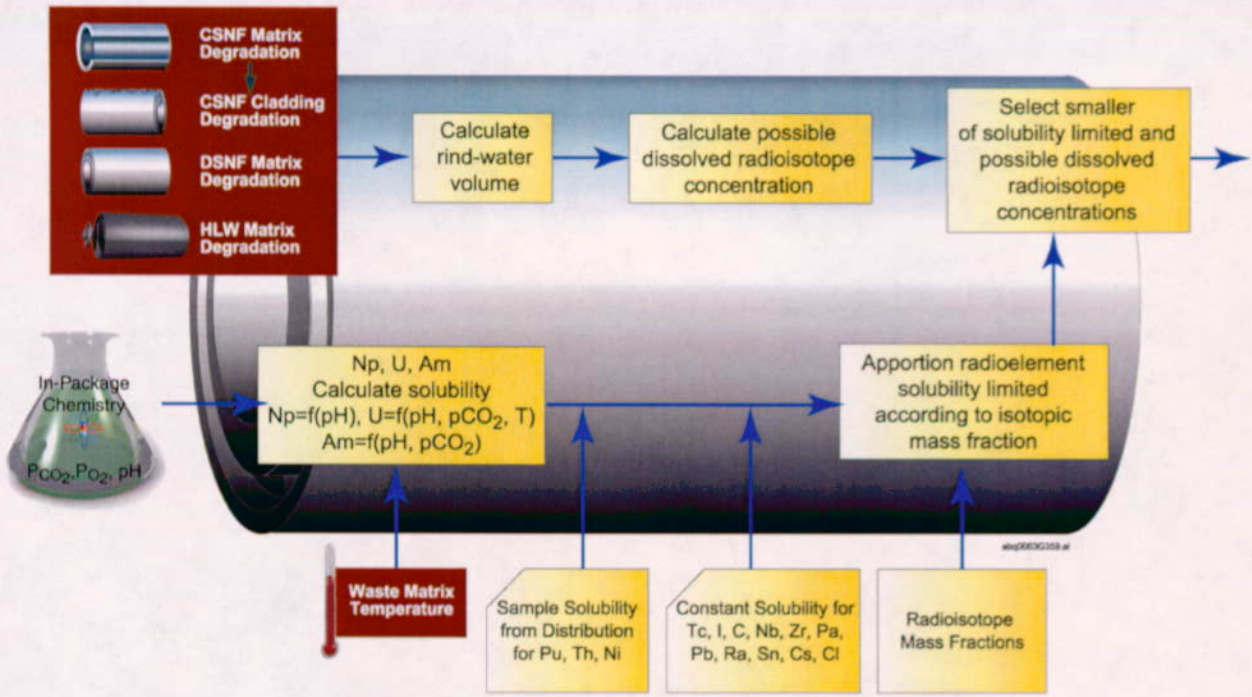 CSNF Matrix
Degradation
CSNF Cladding
Degradation
DSNF Matrix
Degradation
HLW Matrix
Degradation
Calculate
rind-water
volume
Calculate possible
dissolved radioisotope
concentration
Select smaller
of solubility limited and
possible dissolved
radioisotope
concentrations
In-Package
Chemistry
PCO₂,PO₂, pH
Np, U, Am
Calculate solubility
Np=f(pH), U=f(pH, pCO₂, T)
Am=f(pH, pCO₂)
Apportion radioelement
solubility limited
according to isotopic
mass fraction
Waste Matrix
Temperature
Sample Solubility
from Distribution
for Pu, Th, Ni
Constant Solubility for
Tc, I, C, Nb, Zr, Pa,
Pb, Ra, Sn, Cs, Cl
Radioisotope
Mass Fractions